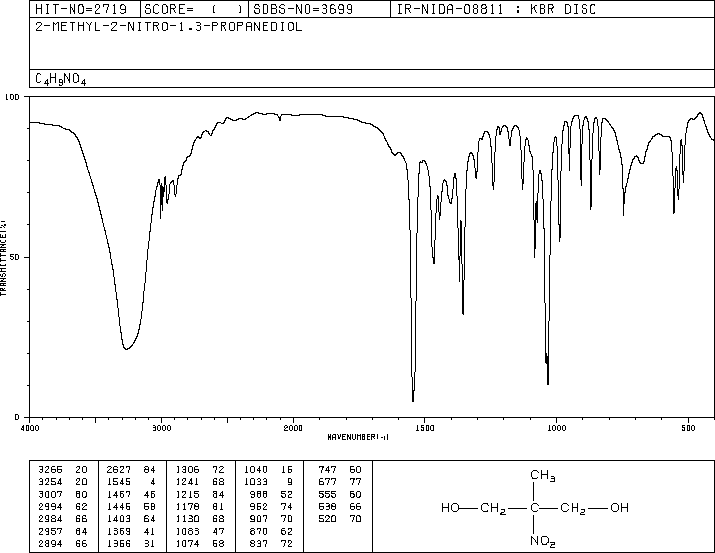 HIT-NO=2719 SCORE= ( ) SDBS-NO=3699 IR-NIDA-08811 : KBR DISC
2-METHYL-2-NITRO-1,3-PROPANEDIOL
C4H9NO4
100
50
0
TRANSMITTANCE(%)
4000 3000 2000 1500 1000 500
WAVENUMBER(-1)
3265 20 2627 84 1306 72 1040 16 747 60
3254 20 1545 4 1241 68 1033 9 677 77
3007 60 1467 46 1215 84 988 52 555 60
2994 62 1446 58 1178 81 952 74 538 66
2984 66 1403 64 1130 68 907 70 520 70
2957 64 1369 41 1083 47 870 62
2894 66 1356 31 1074 58 837 72
CH3
HO—CH2—C—CH2—OH
NO2